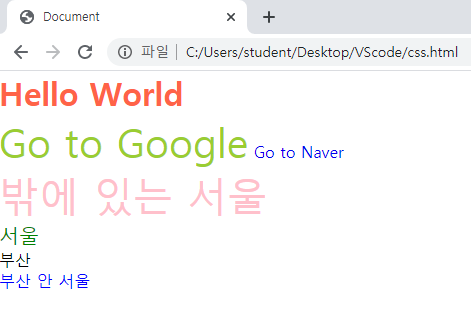 Document
파일 C:/Users/student/Desktop/VScode/css.html
Hello World
Go to Google Go to Naver
밖에 있는 서울
서울
부산
부산 안 서울